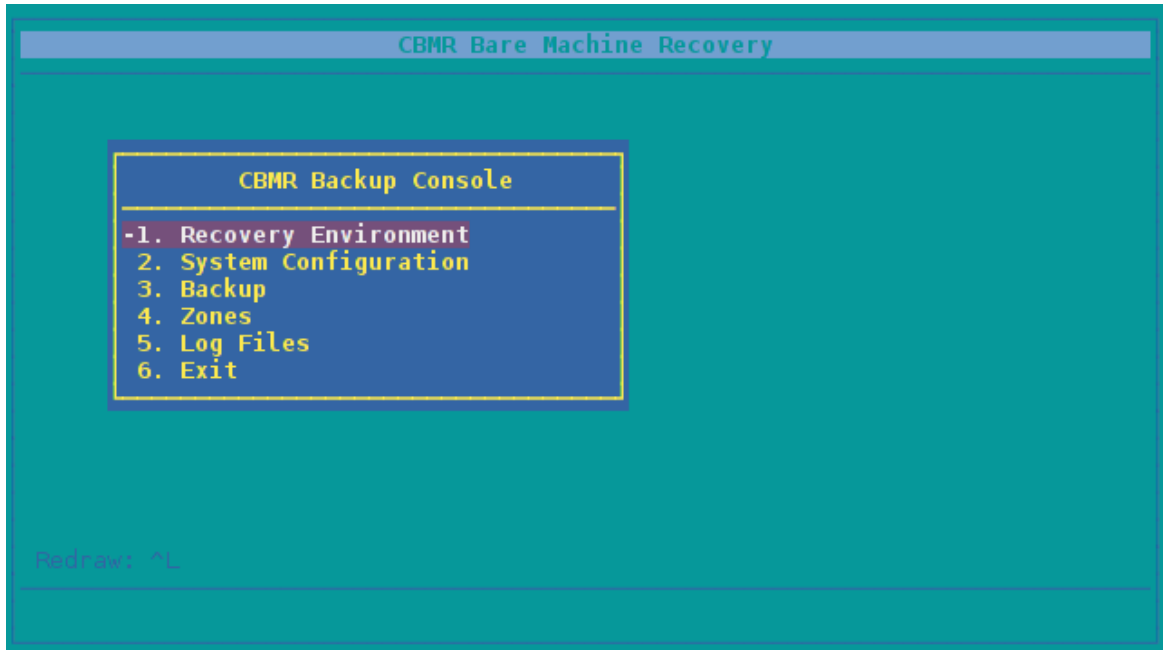 CBMR Bare Machine Recovery
CBMR Backup Console
-1. Recovery Environment
2. System Configuration
3. Backup
4. Zones
5. Log Files
6. Exit
Redraw: ^L